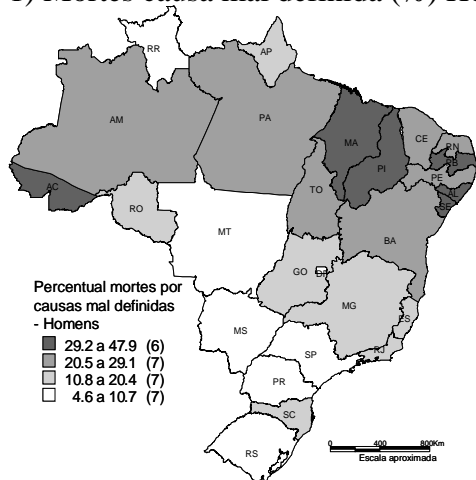 1) Mortes causa mal definida (%)
RR
AP
AM
PA
MA
CE
RN
PB
PI
PE
AL
SE
AC
TO
RO
BA
MT
GO
DF
MG
ES
MS
SP
RJ
PR
SC
RS
Percentual mortes por
causas mal definidas
- Homens
29.2 a 47.9 (6)
20.5 a 29.1 (7)
10.8 a 20.4 (7)
4.6 a 10.7 (7)
0 400 800Km
Escala aproximada